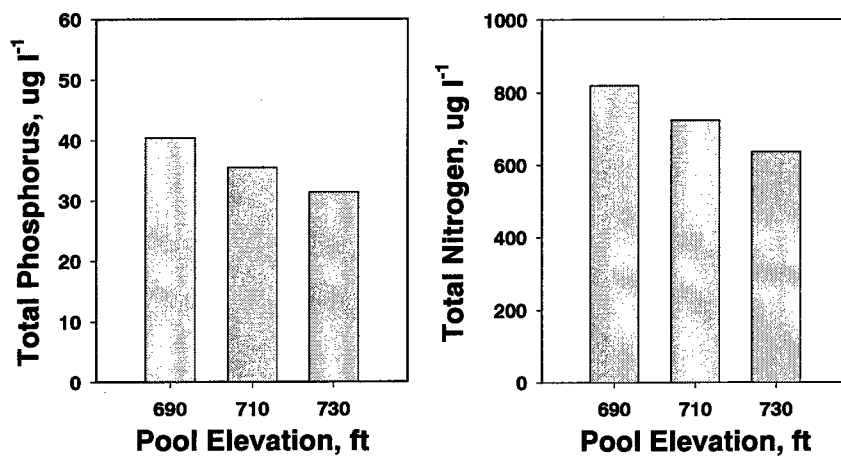 Total Phosphorus, ug l-1
60
50
40
30
20
10
0
690 710 730
Pool Elevation, ft
Total Nitrogen, ug l-1
1000
800
600
400
200
0
690 710 730
Pool Elevation, ft